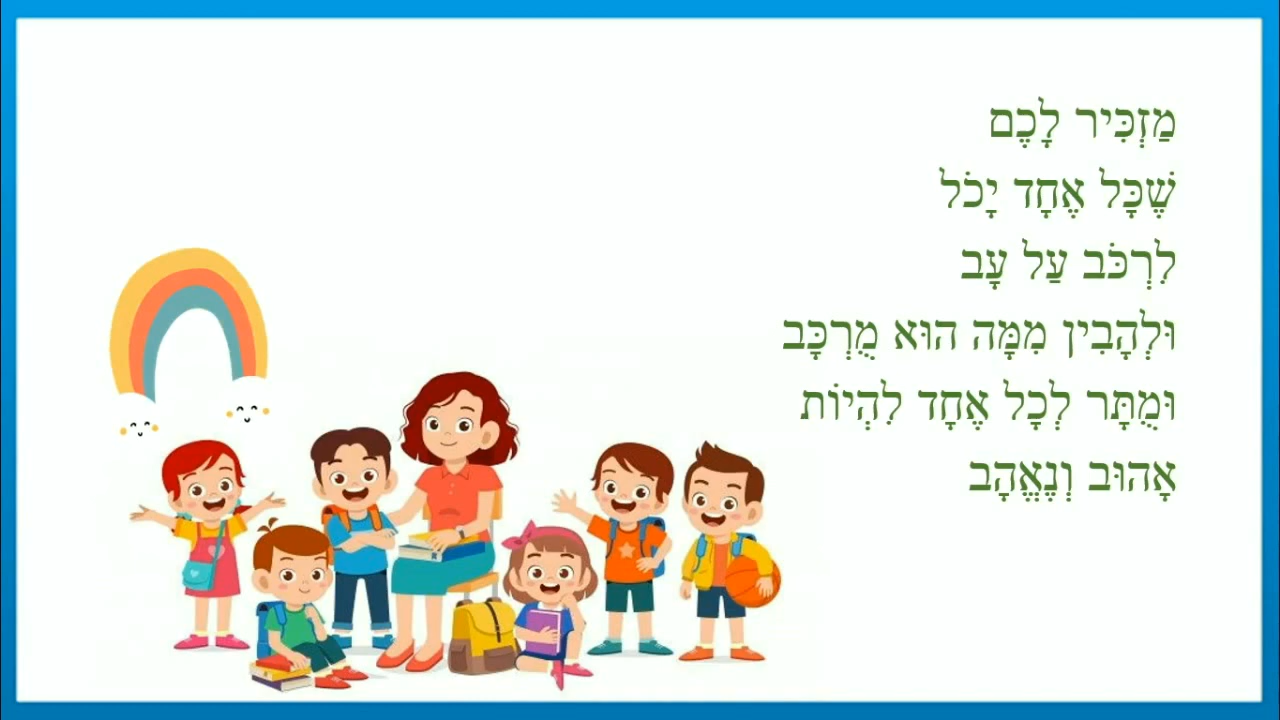 מַזְכִּיר לָכֶם
שֶׁכָּל אֶחָד יָכֹל
לִרְכֹּב עַל עָב
וּלְהָבִין מִמָּה הוּא מֻרְכָּב
וּמֻתָּר לְכָל אֶחָד לִהְיוֹת
אָהוּב וְנֶאֱהָב